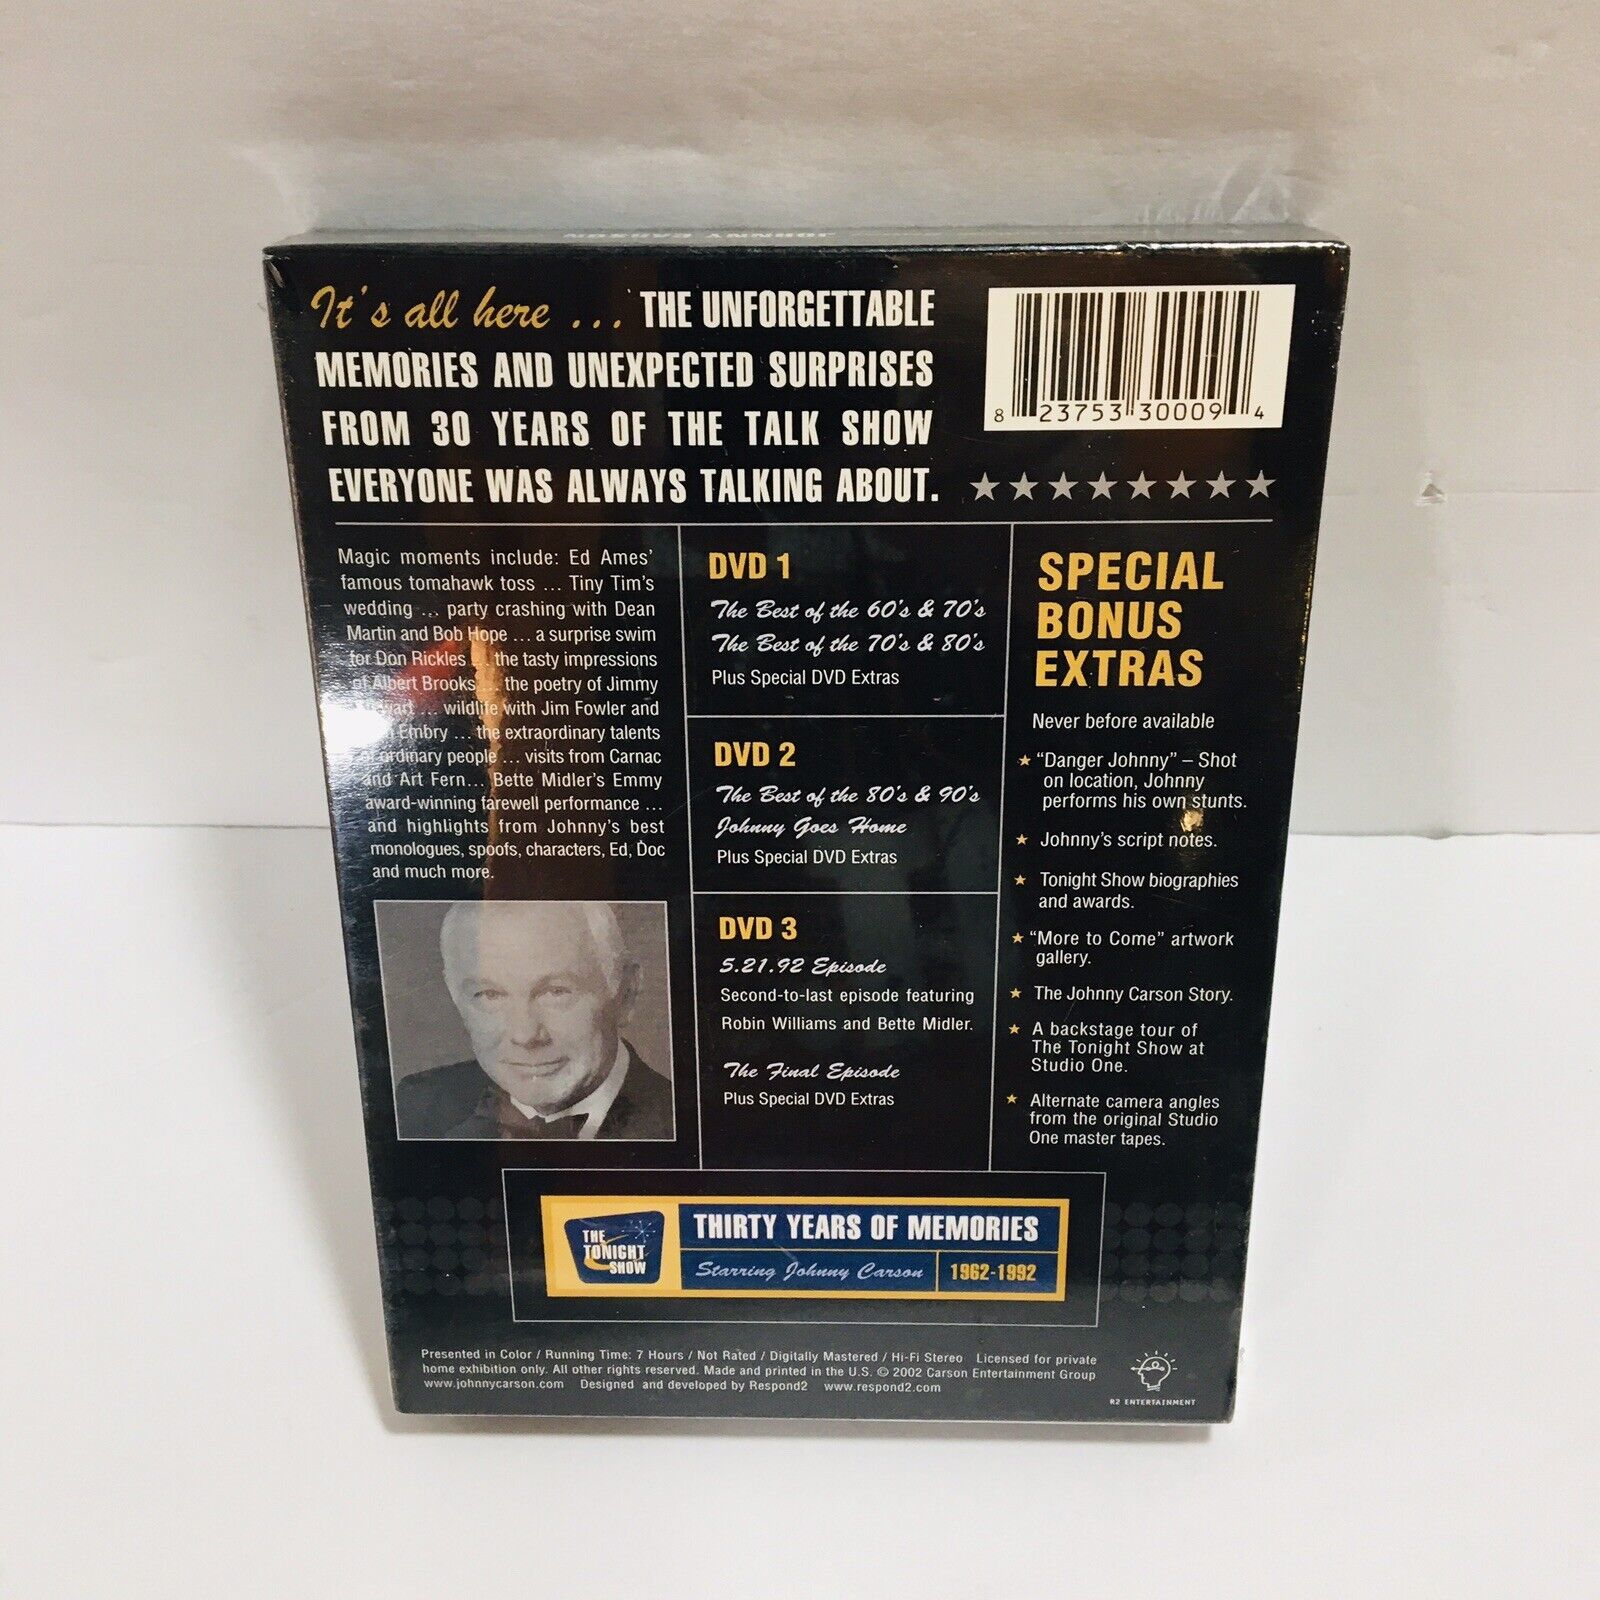 JOHNNY CARSON
It's all here ... THE UNFORGETTABLE
MEMORIES AND UNEXPECTED SURPRISES
FROM 30 YEARS OF THE TALK SHOW
EVERYONE WAS ALWAYS TALKING ABOUT.
8 23753 30009 4
Magic moments include: Ed Ames'
famous tomahawk toss ... Tiny Tim's
wedding ... party crashing with Dean
Martin and Bob Hope ... a surprise swim
for Don Rickles ... the tasty impressions
of Albert Brooks ... the poetry of Jimmy
... wildlife with Jim Fowler and
Embry ... the extraordinary talents
ordinary people ... visits from Carnac
and Art Fern... Bette Midler's Emmy
award-winning farewell performance ...
and highlights from Johnny's best
monologues, spoofs, characters, Ed, Doc
and much more.
DVD 1
The Best of the 60's & 70's
The Best of the 70's & 80's
Plus Special DVD Extras
DVD 2
The Best of the 80's & 90's
Johnny Goes Home
Plus Special DVD Extras
DVD 3
5.21.92 Episode
Second-to-last episode featuring
Robin Williams and Bette Midler.
The Final Episode
Plus Special DVD Extras
SPECIAL
BONUS
EXTRAS
Never before available
★ "Danger Johnny" – Shot
on location, Johnny
performs his own stunts.
★ Johnny's script notes.
★ Tonight Show biographies
and awards.
★ "More to Come" artwork
gallery.
★ The Johnny Carson Story.
★ A backstage tour of
The Tonight Show at
Studio One.
★ Alternate camera angles
from the original Studio
One master tapes.
THE
TONIGHT
SHOW
THIRTY YEARS OF MEMORIES
Starring Johnny Carson 1962-1992
Presented in Color / Running Time: 7 Hours / Not Rated / Digitally Mastered / Hi-Fi Stereo Licensed for private
home exhibition only. All other rights reserved. Made and printed in the U.S. © 2002 Carson Entertainment Group
www.johnnycarson.com Designed and developed by Respond2 www.respond2.com
R2 ENTERTAINMENT